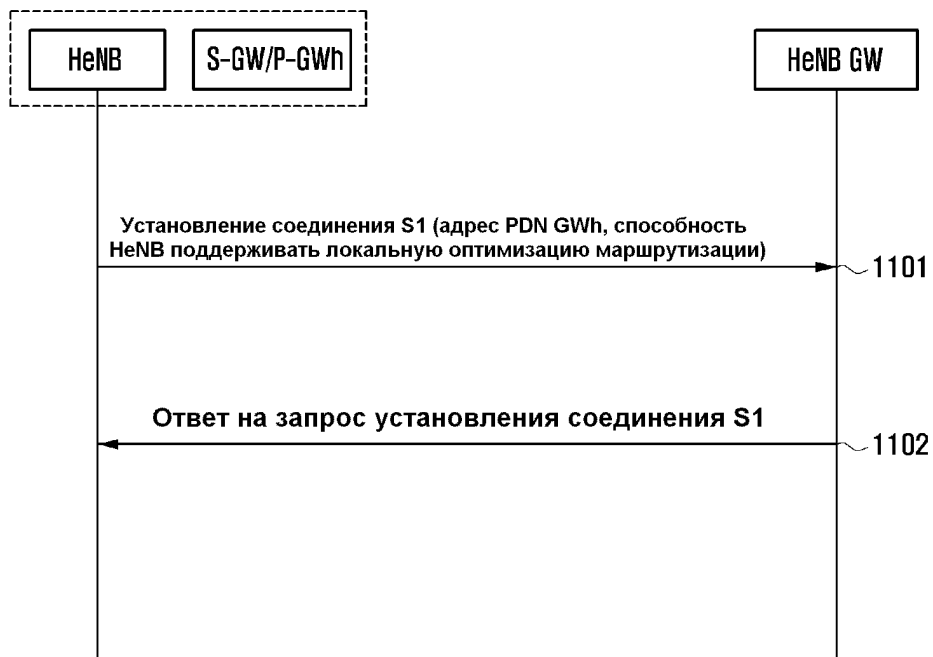 HeNB
S-GW/P-GWh
HeNB GW
Установление соединения S1 (адрес PDN GWh, способность
HeNB поддерживать локальную оптимизацию маршрутизации)
1101
Ответ на запрос установления соединения S1
1102